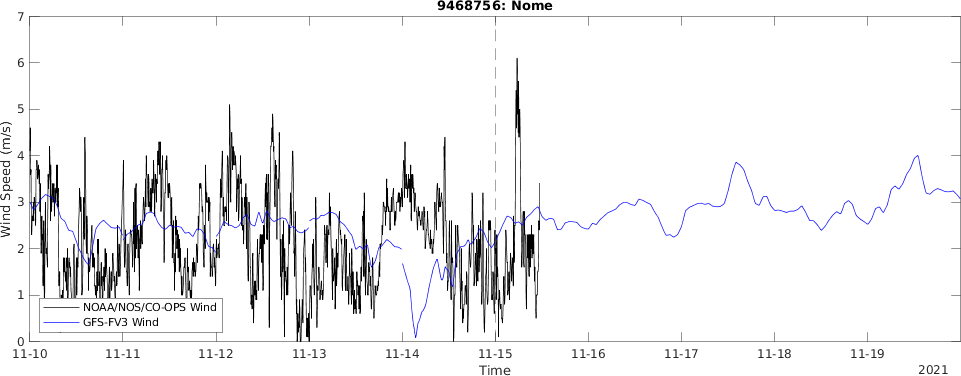 9468756: Nome
7
6
5
4
3
2
1
0
Wind Speed (m/s)
NOAA/NOS/CO-OPS Wind
GFS-FV3 Wind
11-10 11-11 11-12 11-13 11-14 11-15 11-16 11-17 11-18 11-19
Time
2021